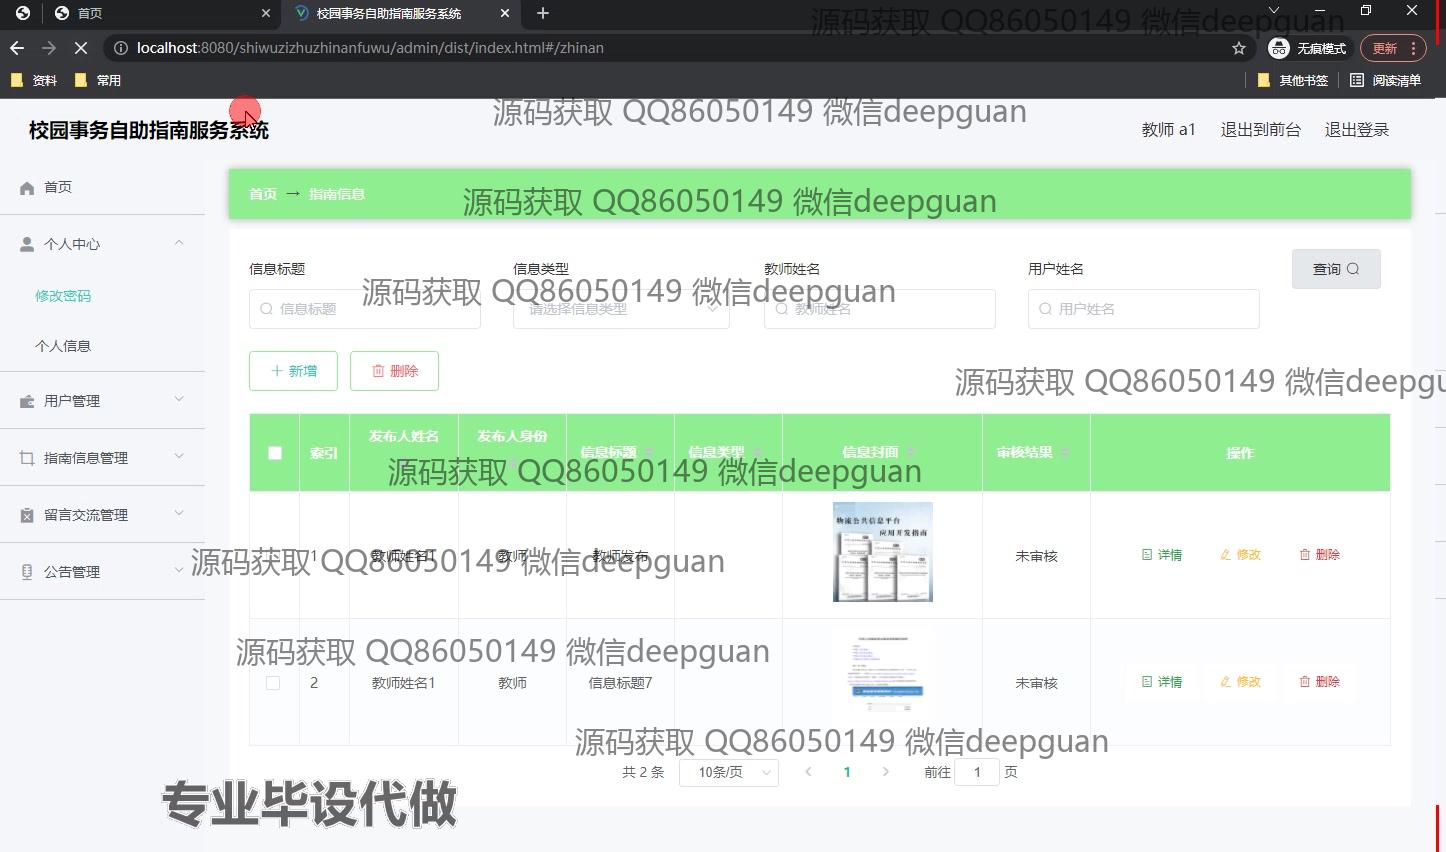 首页
校园事务自助指南服务系统
localhost:8080/shiwuzizhuzhinanfuwu/admin/dist/index.html#/zhinan
无痕模式
更新
资料
常用
其他书签
阅读清单
源码获取 QQ86050149 微信deepguan
源码获取 QQ86050149 微信deepguan
校园事务自助指南服务系统
教师 a1
退出到前台
退出登录
首页
个人中心
修改密码
个人信息
用户管理
指南信息管理
留言交流管理
公告管理
首页 → 指南信息
源码获取 QQ86050149 微信deepguan
信息标题
信息类型
教师姓名
用户姓名
查询
信息标题
请选择信息类型
教师姓名
用户姓名
源码获取 QQ86050149 微信deepguan
+ 新增
删除
源码获取 QQ86050149 微信deepgu
索引
发布人姓名
发布人身份
信息标题
信息类型
信息封面
审核结果
操作
源码获取 QQ86050149 微信deepguan
1
教师姓名1
教师
教师发布
物流公共信息平台
应用开发指南
未审核
详情
修改
删除
源码获取 QQ86050149 微信deepguan
源码获取 QQ86050149 微信deepguan
2
教师姓名1
教师
信息标题7
未审核
详情
修改
删除
源码获取 QQ86050149 微信deepguan
共 2 条
10条/页
1
前往
1
页
专业毕设代做